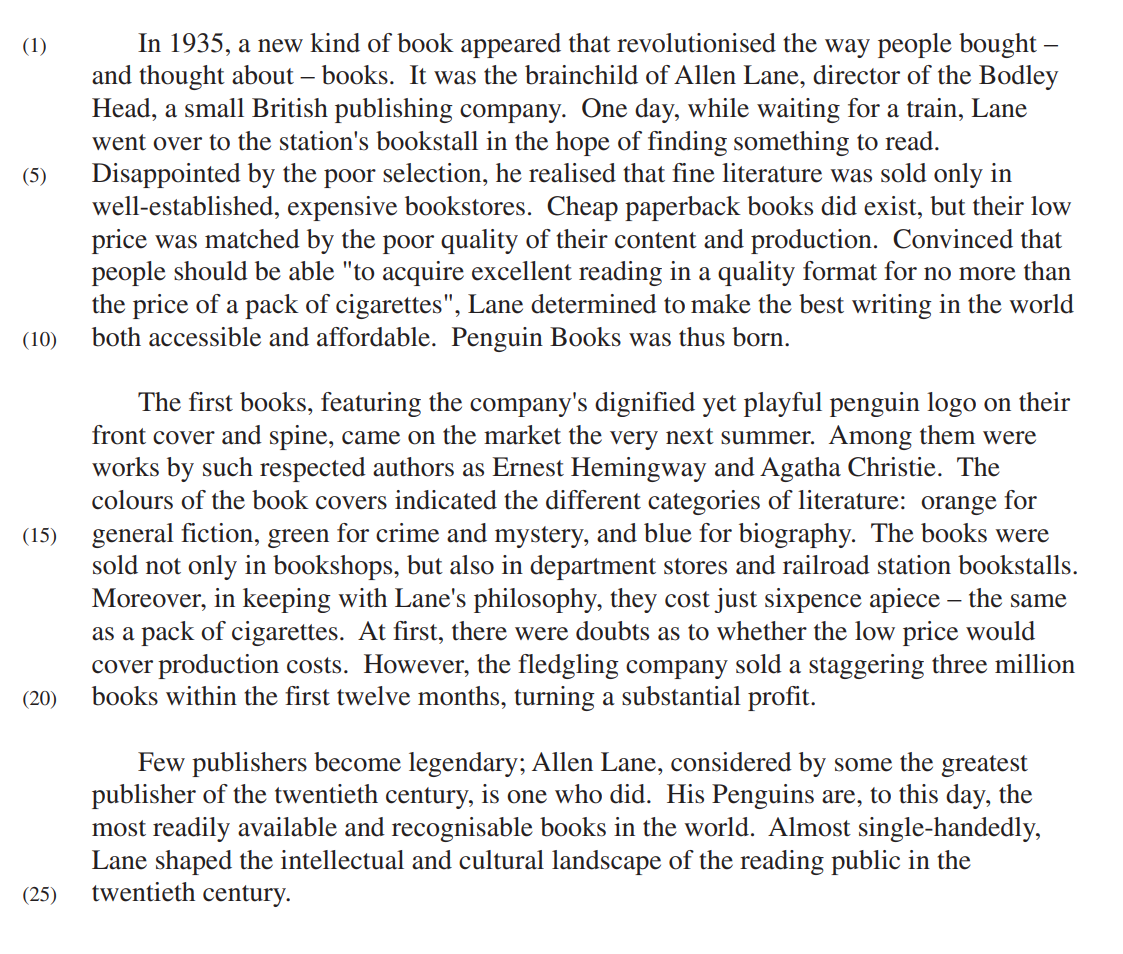 (1) In 1935, a new kind of book appeared that revolutionised the way people bought –
and thought about – books. It was the brainchild of Allen Lane, director of the Bodley
Head, a small British publishing company. One day, while waiting for a train, Lane
went over to the station's bookstall in the hope of finding something to read.
(5) Disappointed by the poor selection, he realised that fine literature was sold only in
well-established, expensive bookstores. Cheap paperback books did exist, but their low
price was matched by the poor quality of their content and production. Convinced that
people should be able "to acquire excellent reading in a quality format for no more than
the price of a pack of cigarettes", Lane determined to make the best writing in the world
(10) both accessible and affordable. Penguin Books was thus born.
The first books, featuring the company's dignified yet playful penguin logo on their
front cover and spine, came on the market the very next summer. Among them were
works by such respected authors as Ernest Hemingway and Agatha Christie. The
colours of the book covers indicated the different categories of literature: orange for
(15) general fiction, green for crime and mystery, and blue for biography. The books were
sold not only in bookshops, but also in department stores and railroad station bookstalls.
Moreover, in keeping with Lane's philosophy, they cost just sixpence apiece – the same
as a pack of cigarettes. At first, there were doubts as to whether the low price would
cover production costs. However, the fledgling company sold a staggering three million
(20) books within the first twelve months, turning a substantial profit.
Few publishers become legendary; Allen Lane, considered by some the greatest
publisher of the twentieth century, is one who did. His Penguins are, to this day, the
most readily available and recognisable books in the world. Almost single-handedly,
Lane shaped the intellectual and cultural landscape of the reading public in the
(25) twentieth century.